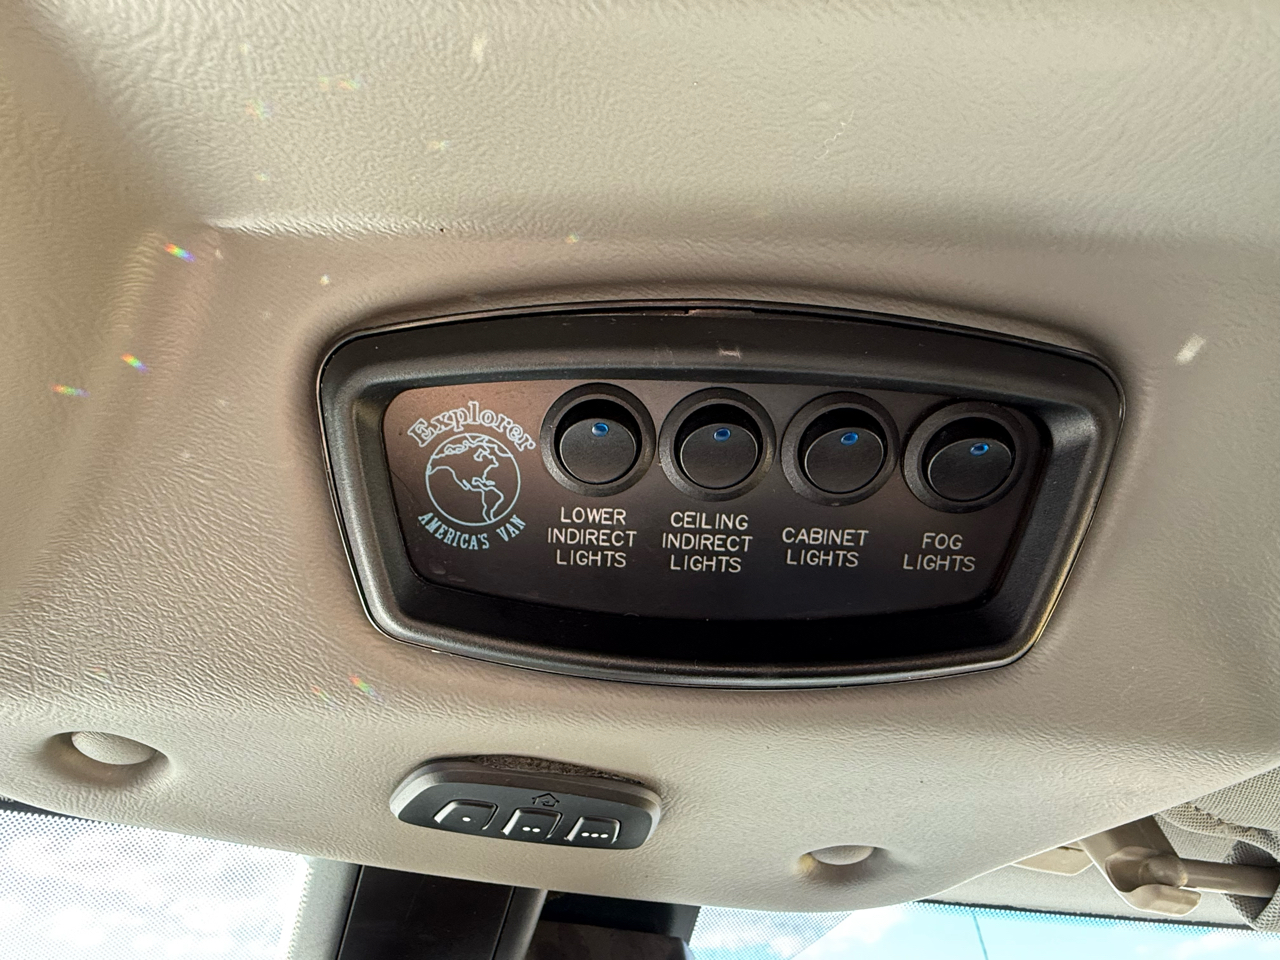 Explorer
AMERICA'S VAN
LOWER
INDIRECT
LIGHTS
CEILING
INDIRECT
LIGHTS
CABINET
LIGHTS
FOG
LIGHTS